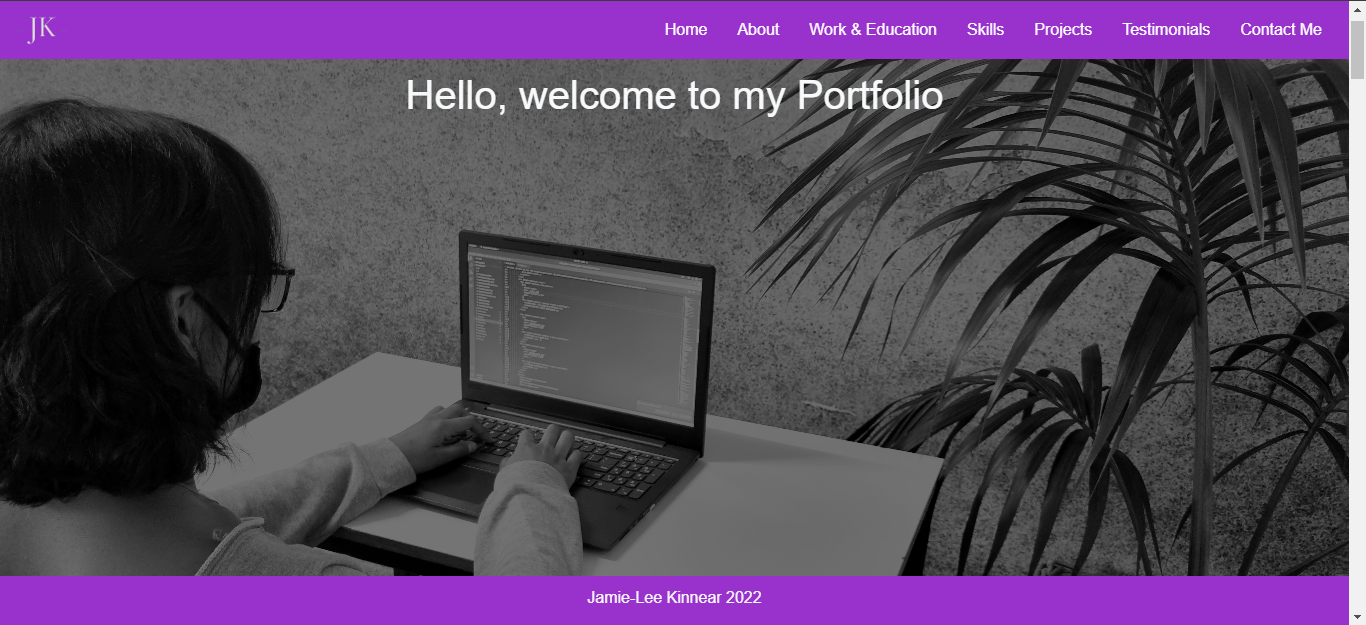 JK
Home About Work & Education Skills Projects Testimonials Contact Me
Hello, welcome to my Portfolio
Jamie-Lee Kinnear 2022